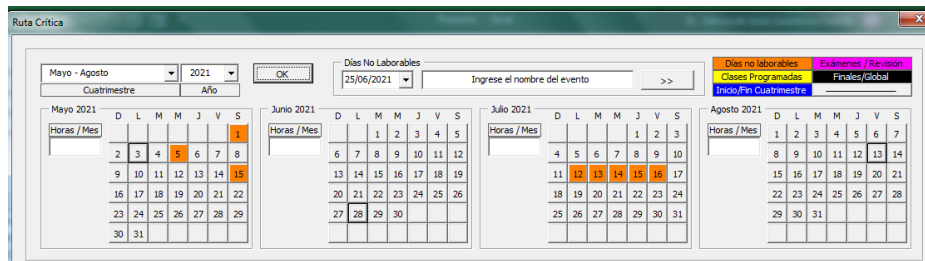 Ruta Crítica
Mayo - Agosto
2021
Cuatrimestre
Año
OK
Días No Laborables
25/06/2021
Ingrese el nombre del evento
>>
Días no laborables
Exámenes / Revisión
Clases Programadas
Finales/Global
Inicio/Fin Cuatrimestre
Mayo 2021
Horas / Mes
D L M M J V S
1
2 3 4 5 6 7 8
9 10 11 12 13 14 15
16 17 18 19 20 21 22
23 24 25 26 27 28 29
30 31
Junio 2021
Horas / Mes
D L M M J V S
1 2 3 4 5
6 7 8 9 10 11 12
13 14 15 16 17 18 19
20 21 22 23 24 25 26
27 28 29 30
Julio 2021
Horas / Mes
D L M M J V S
1 2 3
4 5 6 7 8 9 10
11 12 13 14 15 16 17
18 19 20 21 22 23 24
25 26 27 28 29 30 31
Agosto 2021
Horas / Mes
D L M M J V S
1 2 3 4 5 6 7
8 9 10 11 12 13 14
15 16 17 18 19 20 21
22 23 24 25 26 27 28
29 30 31